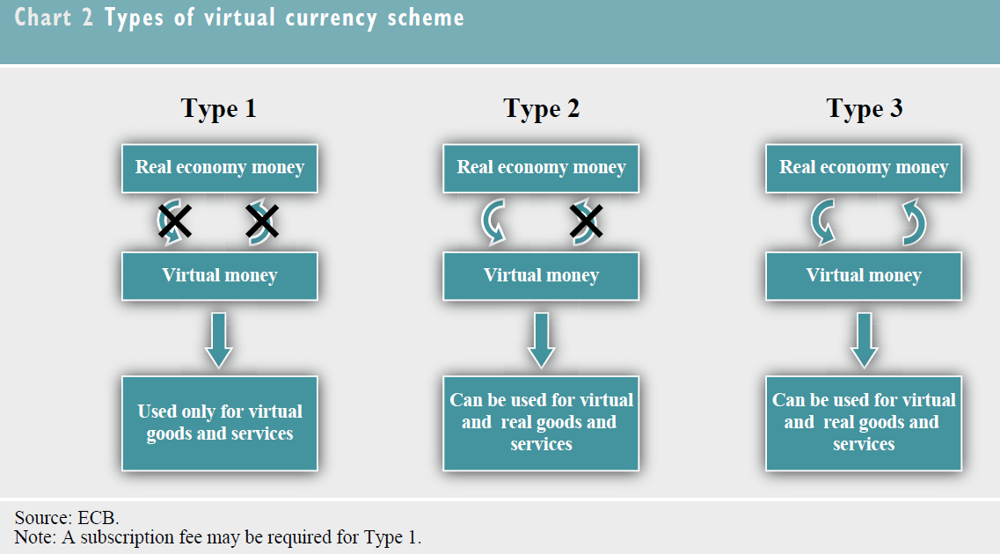 Chart 2 Types of virtual currency scheme
Type 1
Real economy money
Virtual money
Used only for virtual
goods and services
Type 2
Real economy money
Virtual money
Can be used for virtual
and real goods and
services
Type 3
Real economy money
Virtual money
Can be used for virtual
and real goods and
services
Source: ECB.
Note: A subscription fee may be required for Type 1.